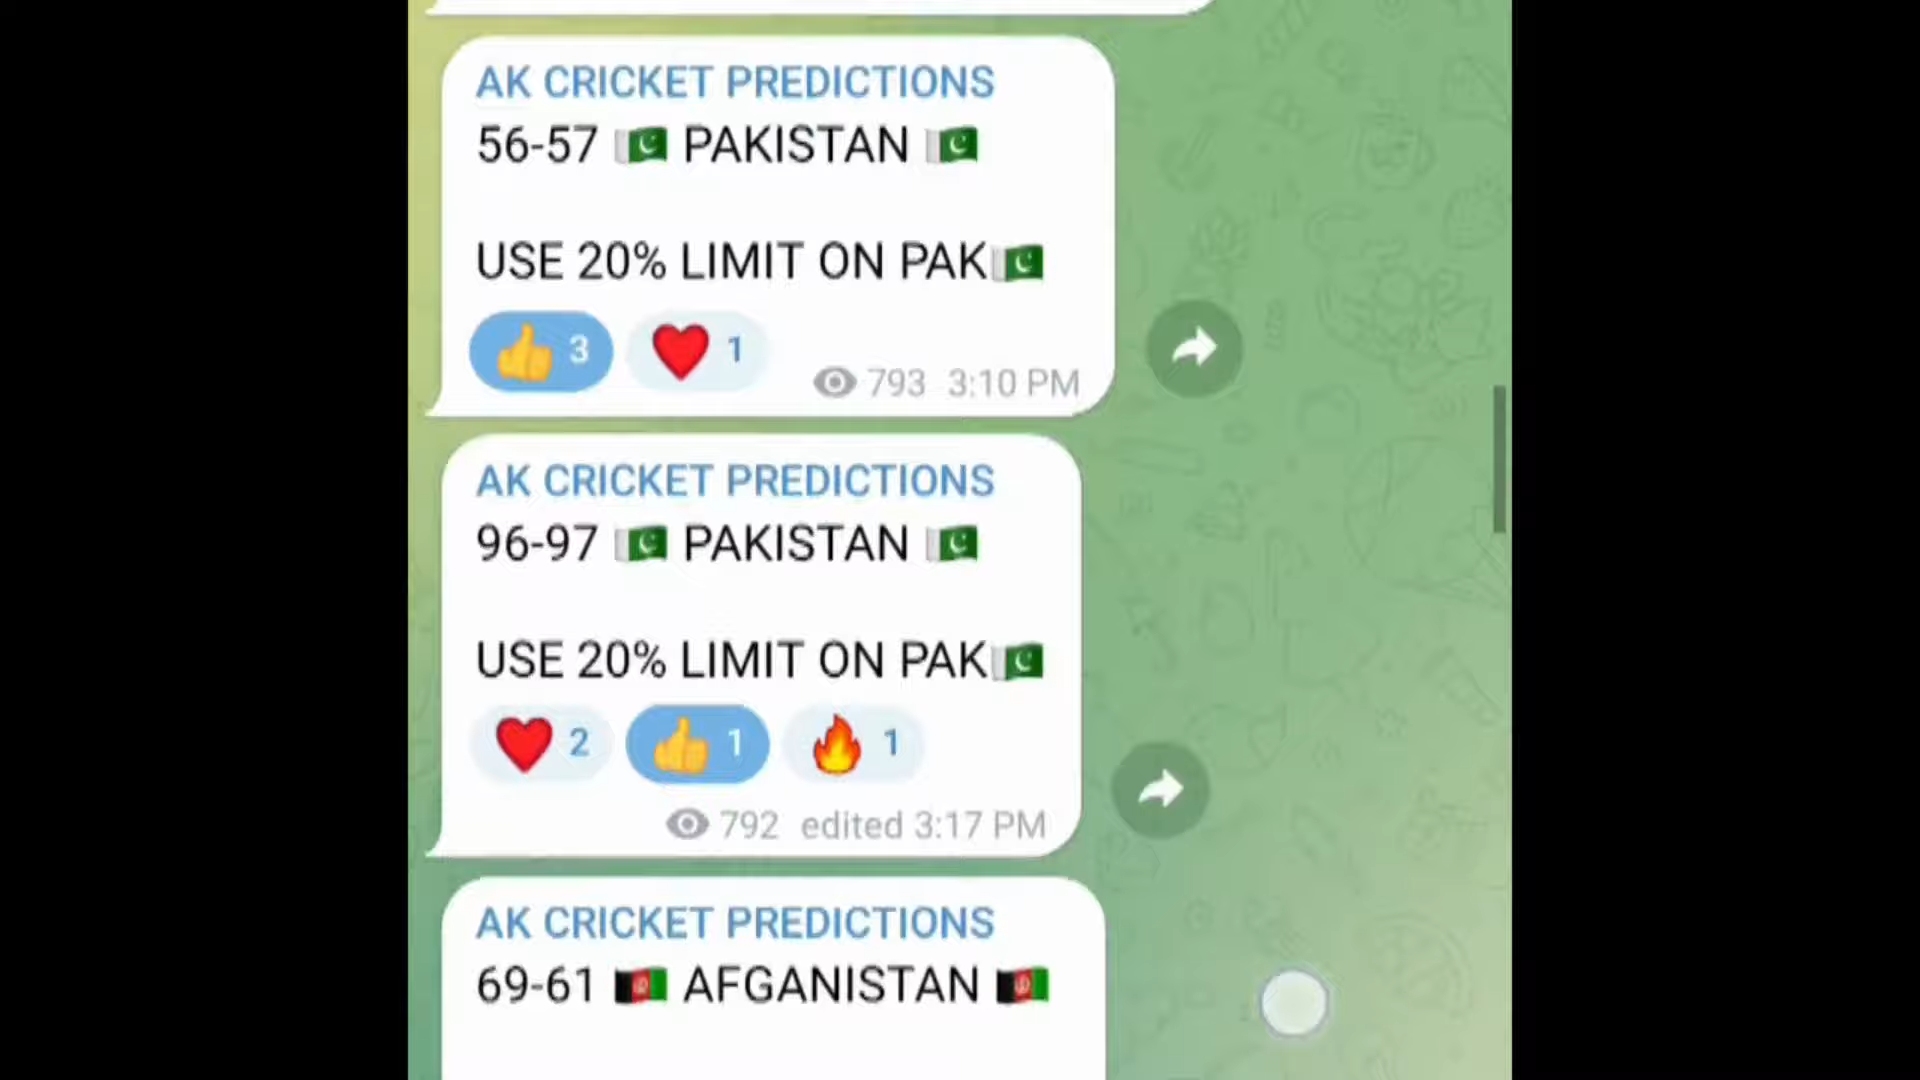 AK CRICKET PREDICTIONS
56-57 🇵🇰 PAKISTAN 🇵🇰
USE 20% LIMIT ON PAK🇵🇰
👍 3 ❤️ 1 793 3:10 PM
AK CRICKET PREDICTIONS
96-97 🇵🇰 PAKISTAN 🇵🇰
USE 20% LIMIT ON PAK🇵🇰
❤️ 2 👍 1 🔥 1
792 edited 3:17 PM
AK CRICKET PREDICTIONS
69-61 🇦🇫 AFGANISTAN 🇦🇫